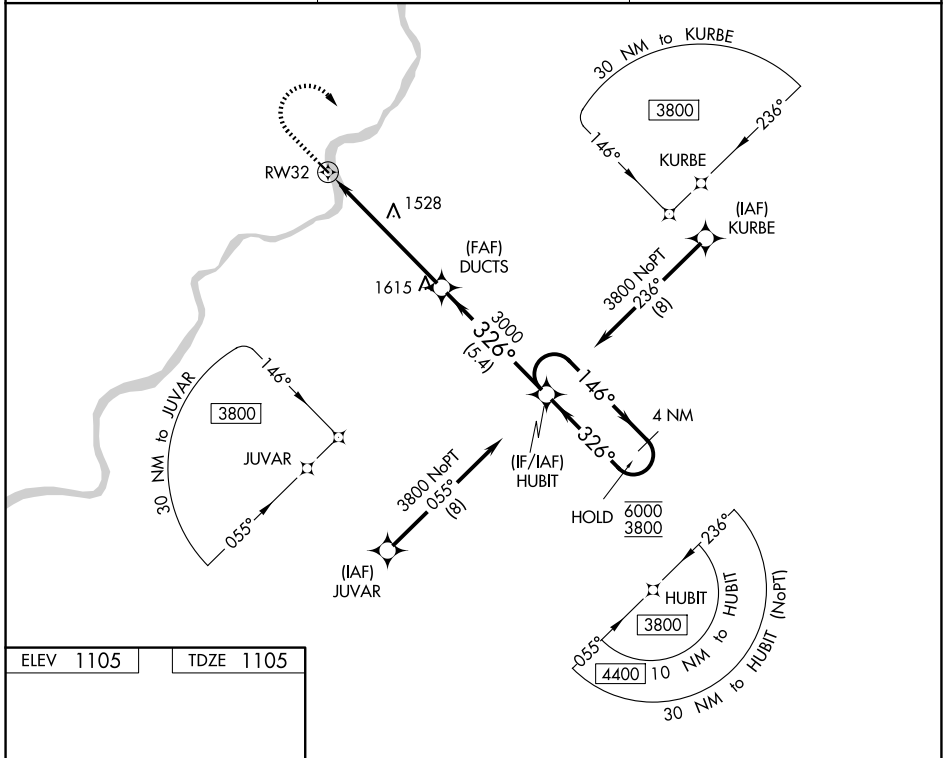 30 NM to KURBE
3800
146°
236°
KURBE
RW32
1528
(IAF)
KURBE
(FAF)
DUCTS
1615
3800 NoPT
236°
(8)
3000
326°
(5.4)
146°
4 NM
326°
30 NM to JUVAR
146°
3800
JUVAR
055°
(IF/IAF)
HUBIT
3800 NoPT
055°
(8)
HOLD
6000
3800
(IAF)
JUVAR
236°
HUBIT
3800
055°
4400
10 NM to HUBIT
30 NM to HUBIT (NoPT)
ELEV 1105
TDZE 1105